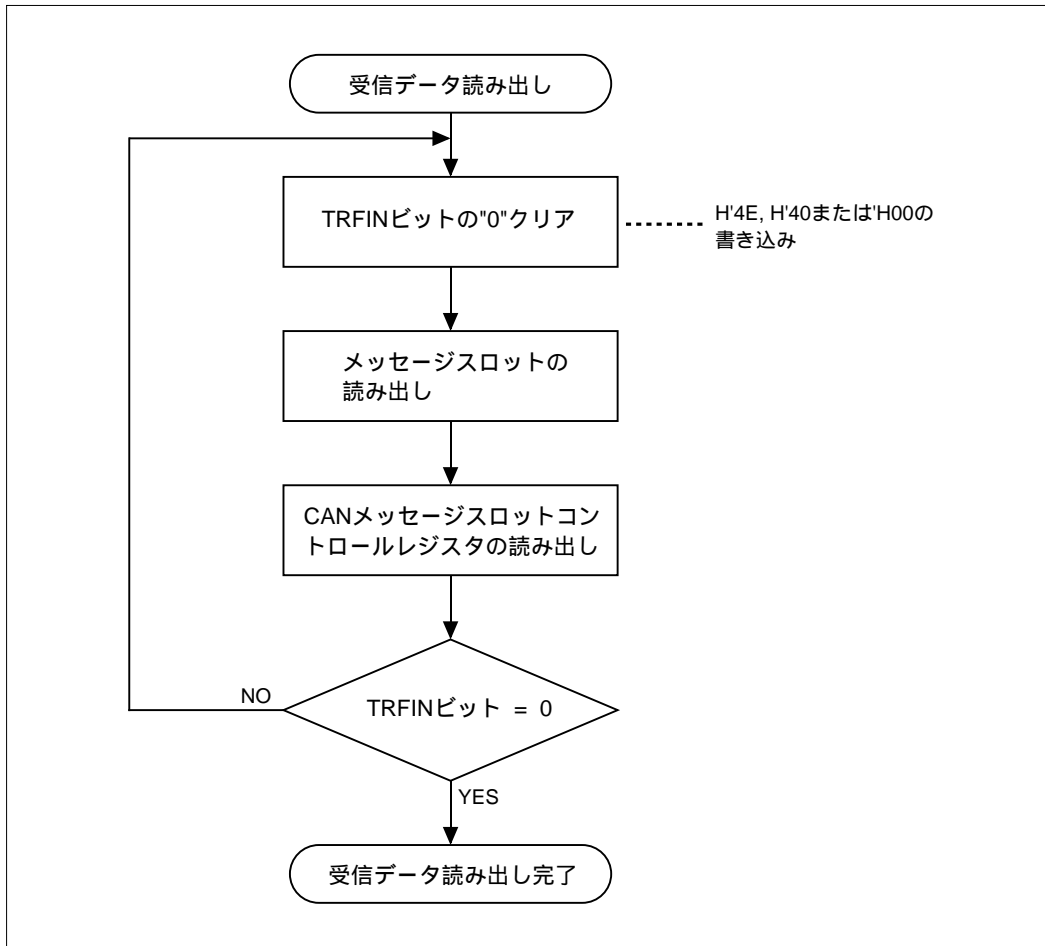 受信データ読み出し
TRFINビットの"0"クリア
H'4E, H'40または'H00の
書き込み
メッセージスロットの
読み出し
CANメッセージスロットコン
トロールレジスタの読み出し
NO
TRFINビット = 0
YES
受信データ読み出し完了